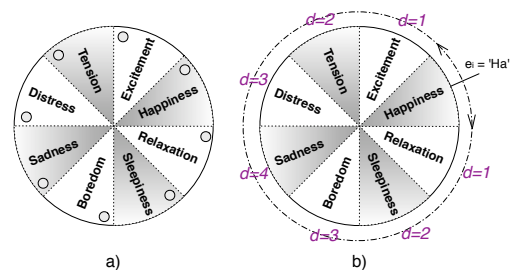 Tension
Excitement
Happiness
Relaxation
Sleepiness
Boredom
Sadness
Distress
a)
d=2
d=1
d=3
d=4
d=3
d=2
d=1
eᵢ = 'Ha'
Tension
Excitement
Happiness
Relaxation
Sleepiness
Boredom
Sadness
Distress
b)